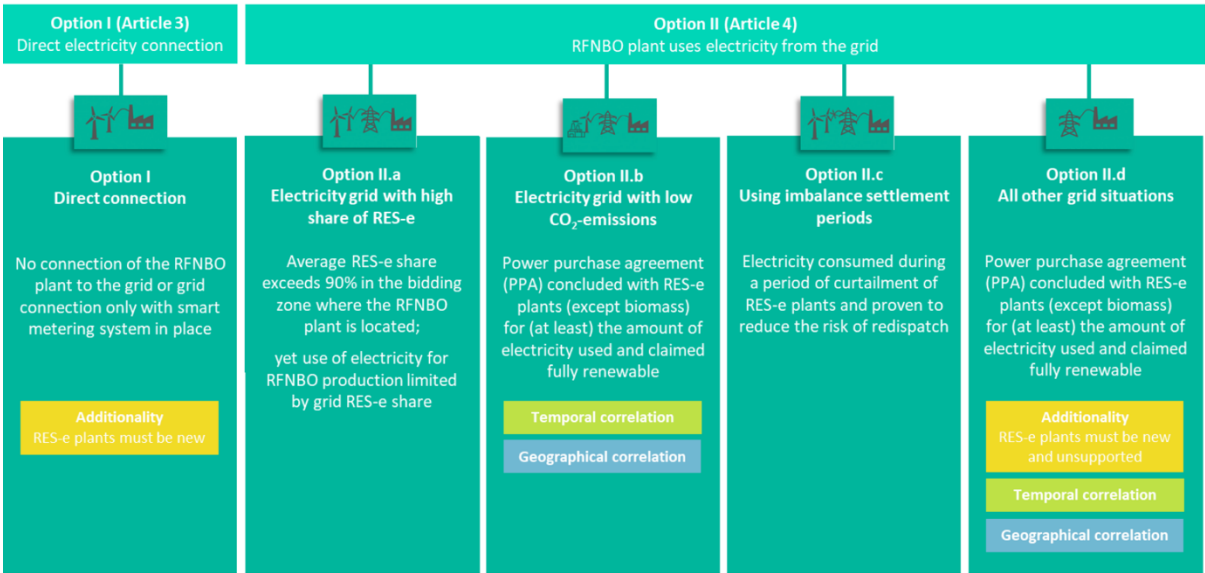 Option I (Article 3)
Direct electricity connection
Option II (Article 4)
RFNBO plant uses electricity from the grid
Option I
Direct connection
No connection of the RFNBO
plant to the grid or grid
connection only with smart
metering system in place
Additionality
RES-e plants must be new
Option II.a
Electricity grid with high
share of RES-e
Average RES-e share
exceeds 90% in the bidding
zone where the RFNBO
plant is located;
yet use of electricity for
RFNBO production limited
by grid RES-e share
Option II.b
Electricity grid with low
CO₂-emissions
Power purchase agreement
(PPA) concluded with RES-e
plants (except biomass)
for (at least) the amount of
electricity used and claimed
fully renewable
Temporal correlation
Geographical correlation
Option II.c
Using imbalance settlement
periods
Electricity consumed during
a period of curtailment of
RES-e plants and proven to
reduce the risk of redispatch
Option II.d
All other grid situations
Power purchase agreement
(PPA) concluded with RES-e
plants (except biomass)
for (at least) the amount of
electricity used and claimed
fully renewable
Additionality
RES-e plants must be new
and unsupported
Temporal correlation
Geographical correlation